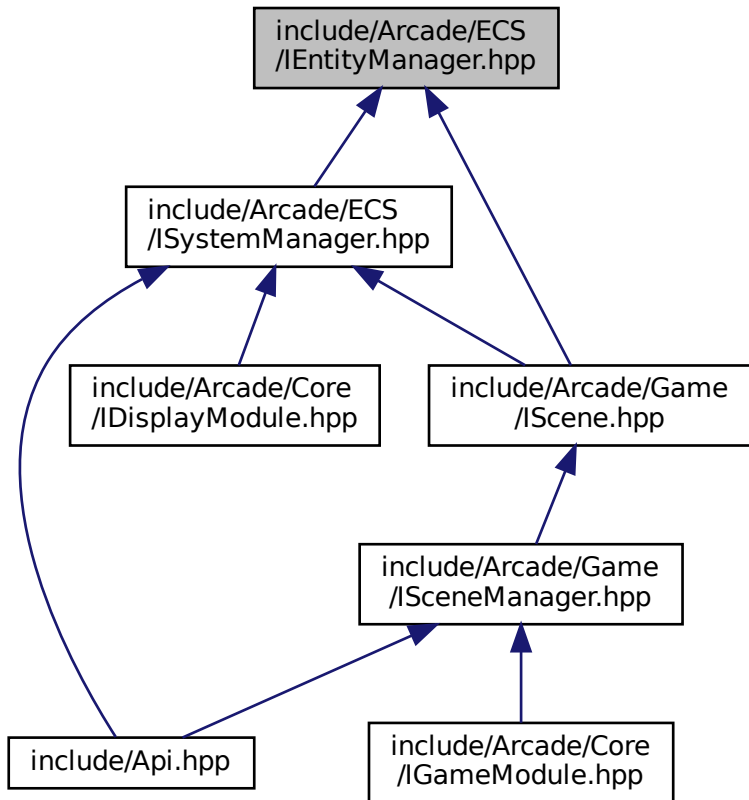 include/Arcade/ECS
/IEntityManager.hpp
include/Arcade/ECS
/ISystemManager.hpp
include/Arcade/Core
/IDisplayModule.hpp
include/Arcade/Game
/IScene.hpp
include/Arcade/Game
/ISceneManager.hpp
include/Api.hpp
include/Arcade/Core
/IGameModule.hpp